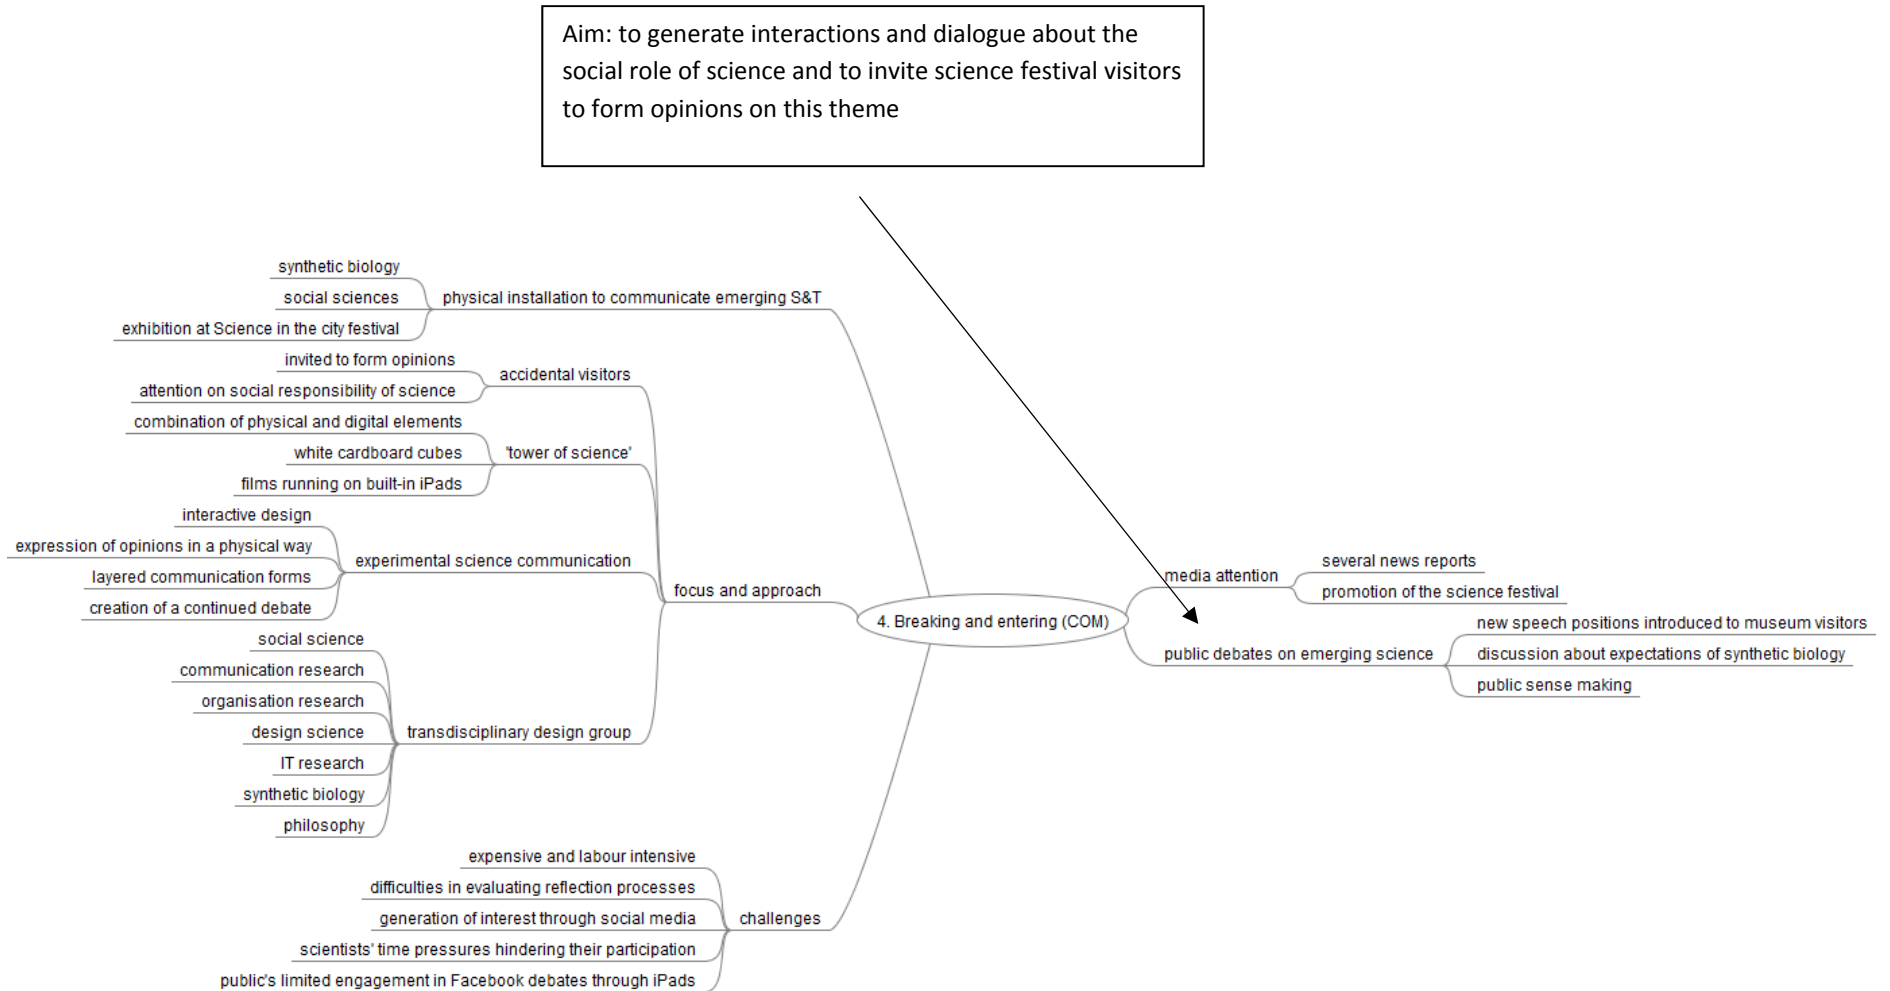 Aim: to generate interactions and dialogue about the
social role of science and to invite science festival visitors
to form opinions on this theme
synthetic biology
social sciences
exhibition at Science in the city festival
physical installation to communicate emerging S&T
invited to form opinions
attention on social responsibility of science
accidental visitors
combination of physical and digital elements
white cardboard cubes
films running on built-in iPads
'tower of science'
interactive design
expression of opinions in a physical way
layered communication forms
creation of a continued debate
experimental science communication
social science
communication research
organisation research
design science
IT research
synthetic biology
philosophy
transdisciplinary design group
focus and approach
expensive and labour intensive
difficulties in evaluating reflection processes
generation of interest through social media
scientists' time pressures hindering their participation
public's limited engagement in Facebook debates through iPads
challenges
4. Breaking and entering (COM)
media attention
several news reports
promotion of the science festival
public debates on emerging science
new speech positions introduced to museum visitors
discussion about expectations of synthetic biology
public sense making